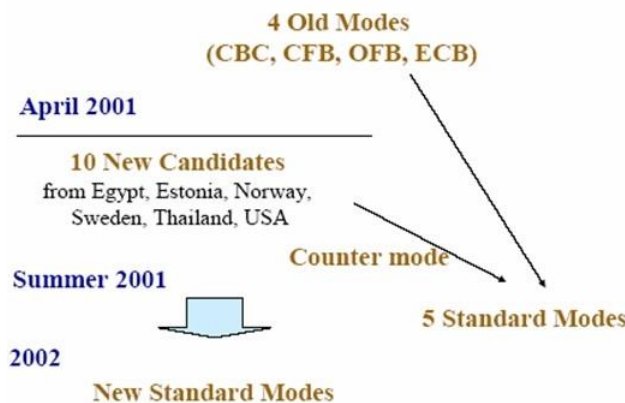 4 Old Modes
(CBC, CFB, OFB, ECB)
April 2001
10 New Candidates
from Egypt, Estonia, Norway,
Sweden, Thailand, USA
Counter mode
Summer 2001
5 Standard Modes
2002
New Standard Modes